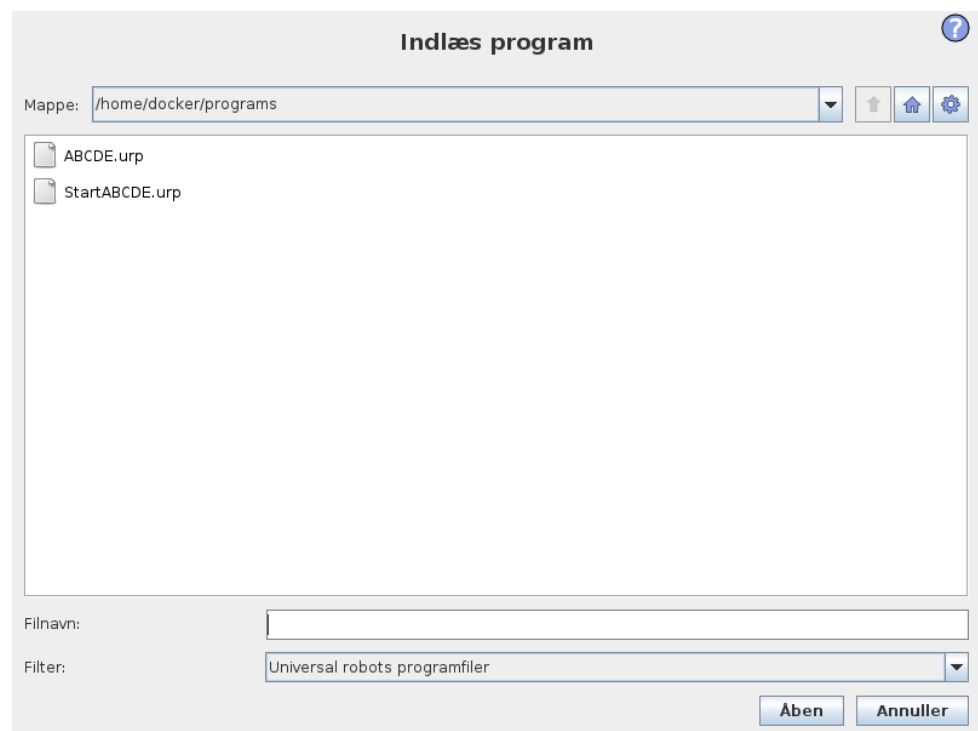 Indlæs program
?
Mappe: /home/docker/programs
ABCDE.urp
StartABCDE.urp
Filnavn:
Filter: Universal robots programfiler
Åben Annuller